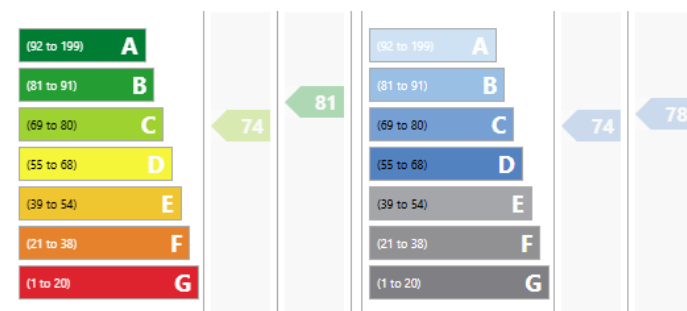 (92 to 199) A
(81 to 91) B
81
(69 to 80) C
74
(55 to 68) D
(39 to 54) E
(21 to 38) F
(1 to 20) G
(92 to 199) A
(81 to 91) B
(69 to 80) C
74
78
(55 to 68) D
(39 to 54) E
(21 to 38) F
(1 to 20) G